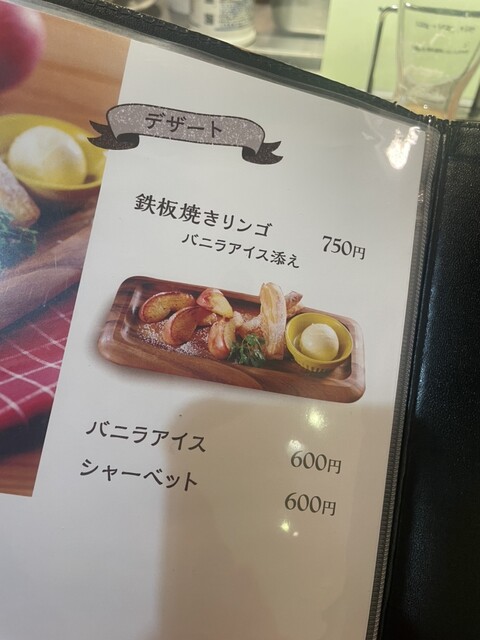 デザート
鉄板焼きリンゴ 750円
バニラアイス添え
バニラアイス 600円
シャーベット 600円